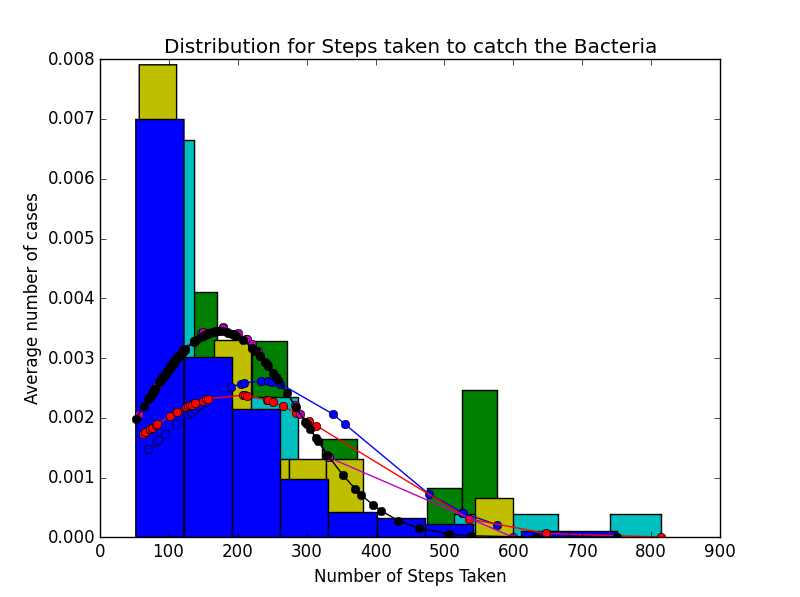 Distribution for Steps taken to catch the Bacteria
0.008
0.007
0.006
0.005
0.004
0.003
0.002
0.001
0.000
Average number of cases
0 100 200 300 400 500 600 700 800 900
Number of Steps Taken